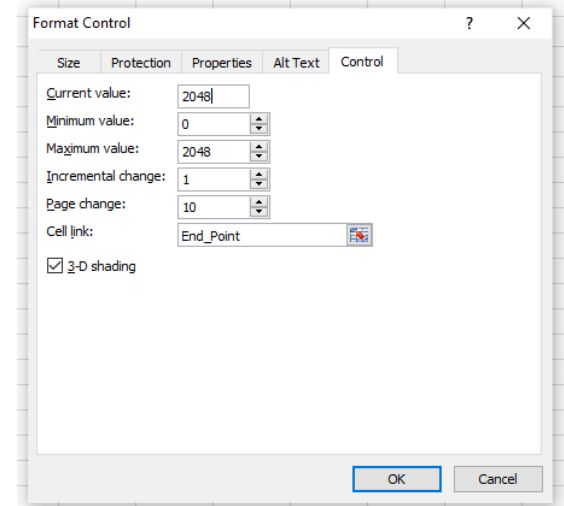 Format Control ? ×
Size Protection Properties Alt Text Control
Current value: 2048
Minimum value: 0
Maximum value: 2048
Incremental change: 1
Page change: 10
Cell link: End_Point
3-D shading
OK Cancel